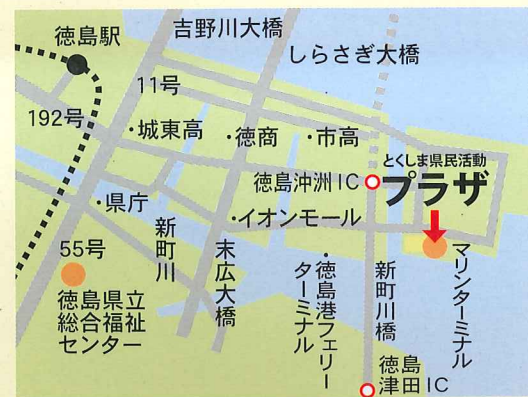 吉野川大橋
徳島駅
しらさぎ大橋
11号
192号
・城東高
・徳商
・市高
とくしま県民活動
プラザ
徳島沖洲IC
・県庁
・イオンモール
新町川
末広大橋
・徳島港フェリー
ターミナル
新町川橋
マリンターミナル
55号
徳島県立
総合福祉
センター
徳島
津田IC